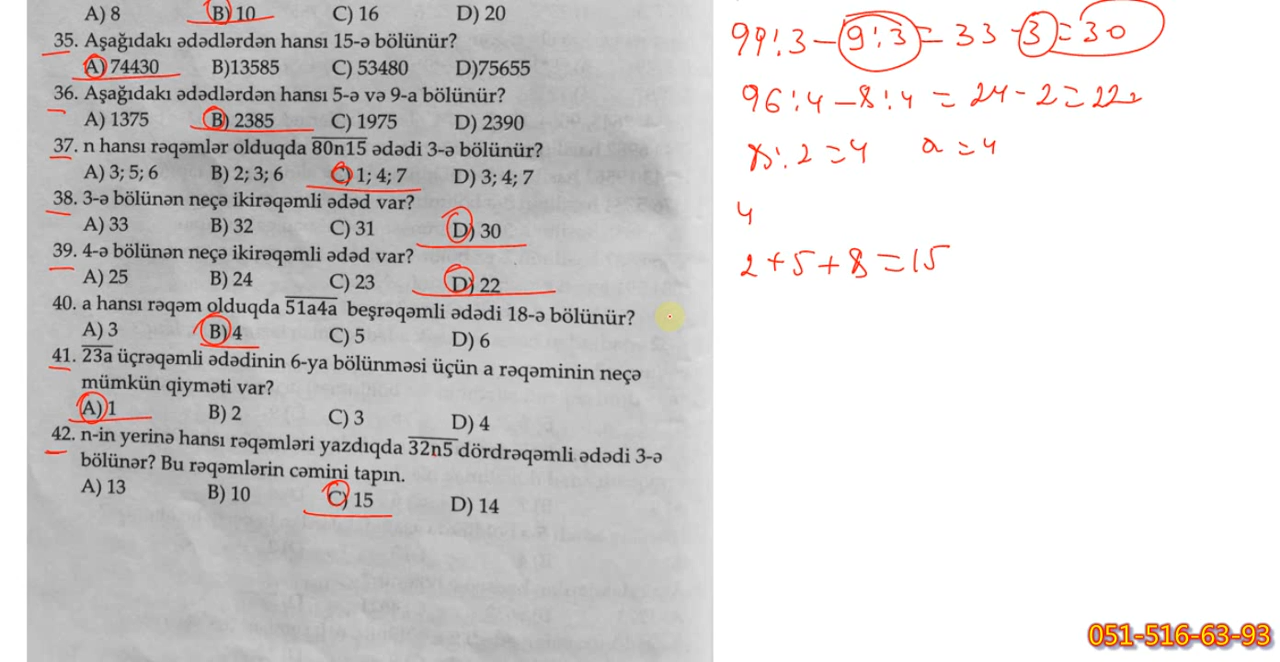 A) 8 B) 10 C) 16 D) 20
35. Aşağıdakı ədədlərdən hansı 15-ə bölünür?
A) 74430 B)13585 C) 53480 D)75655
36. Aşağıdakı ədədlərdən hansı 5-ə və 9-a bölünür?
A) 1375 B) 2385 C) 1975 D) 2390
37. n hansı rəqəmlər olduqda 80n15 ədədi 3-ə bölünür?
A) 3; 5; 6 B) 2; 3; 6 C) 1; 4; 7 D) 3; 4; 7
38. 3-ə bölünən neçə ikirəqəmli ədəd var?
A) 33 B) 32 C) 31 D) 30
39. 4-ə bölünən neçə ikirəqəmli ədəd var?
A) 25 B) 24 C) 23 D) 22
40. a hansı rəqəm olduqda 51a4a beşrəqəmli ədədi 18-ə bölünür?
A) 3 B) 4 C) 5 D) 6
41. 23a üçrəqəmli ədədinin 6-ya bölünməsi üçün a rəqəminin neçə
mümkün qiyməti var?
A) 1 B) 2 C) 3 D) 4
42. n-in yerinə hansı rəqəmləri yazdıqda 32n5 dördrəqəmli ədədi 3-ə
bölünər? Bu rəqəmlərin cəmini tapın.
A) 13 B) 10 C) 15 D) 14
99:3-9:3=33-3=30
96:4-8:4=24-2=22
8:2=4 a=4
4
2+5+8=15
051-516-63-93